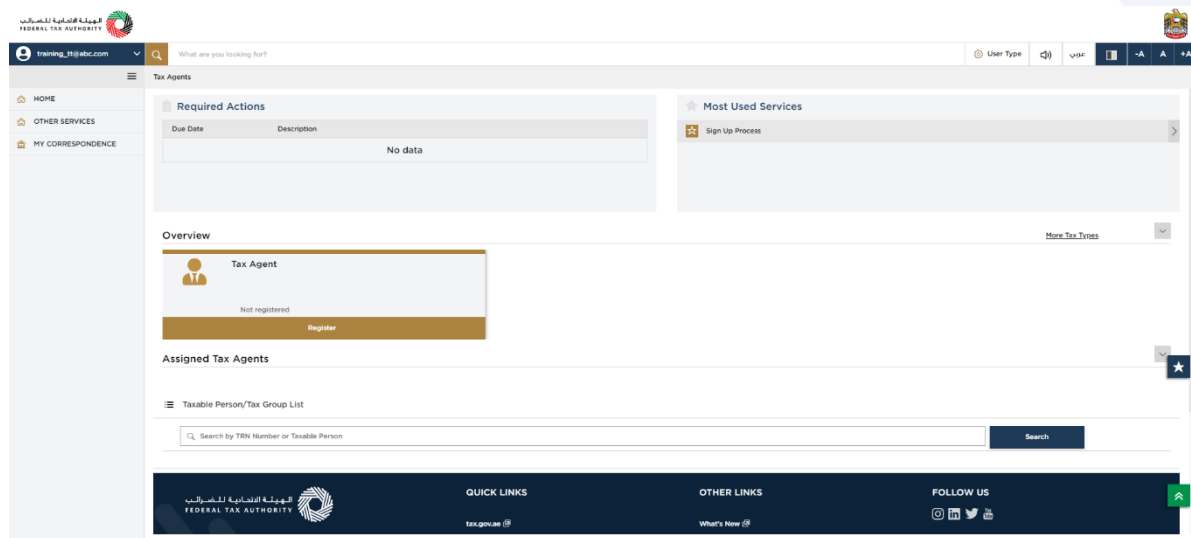 الهيئة الاتحادية للضرائب
FEDERAL TAX AUTHORITY
training_tt@abc.com
What are you looking for?
User Type
عربي
-A A +A
Tax Agents
HOME
OTHER SERVICES
MY CORRESPONDENCE
Required Actions
Due Date Description
No data
Most Used Services
Sign Up Process
Overview
More Tax Types
Tax Agent
Not registered
Register
Assigned Tax Agents
Taxable Person/Tax Group List
Search by TRN Number or Taxable Person
Search
الهيئة الاتحادية للضرائب
FEDERAL TAX AUTHORITY
QUICK LINKS
tax.gov.ae
OTHER LINKS
What's New
FOLLOW US